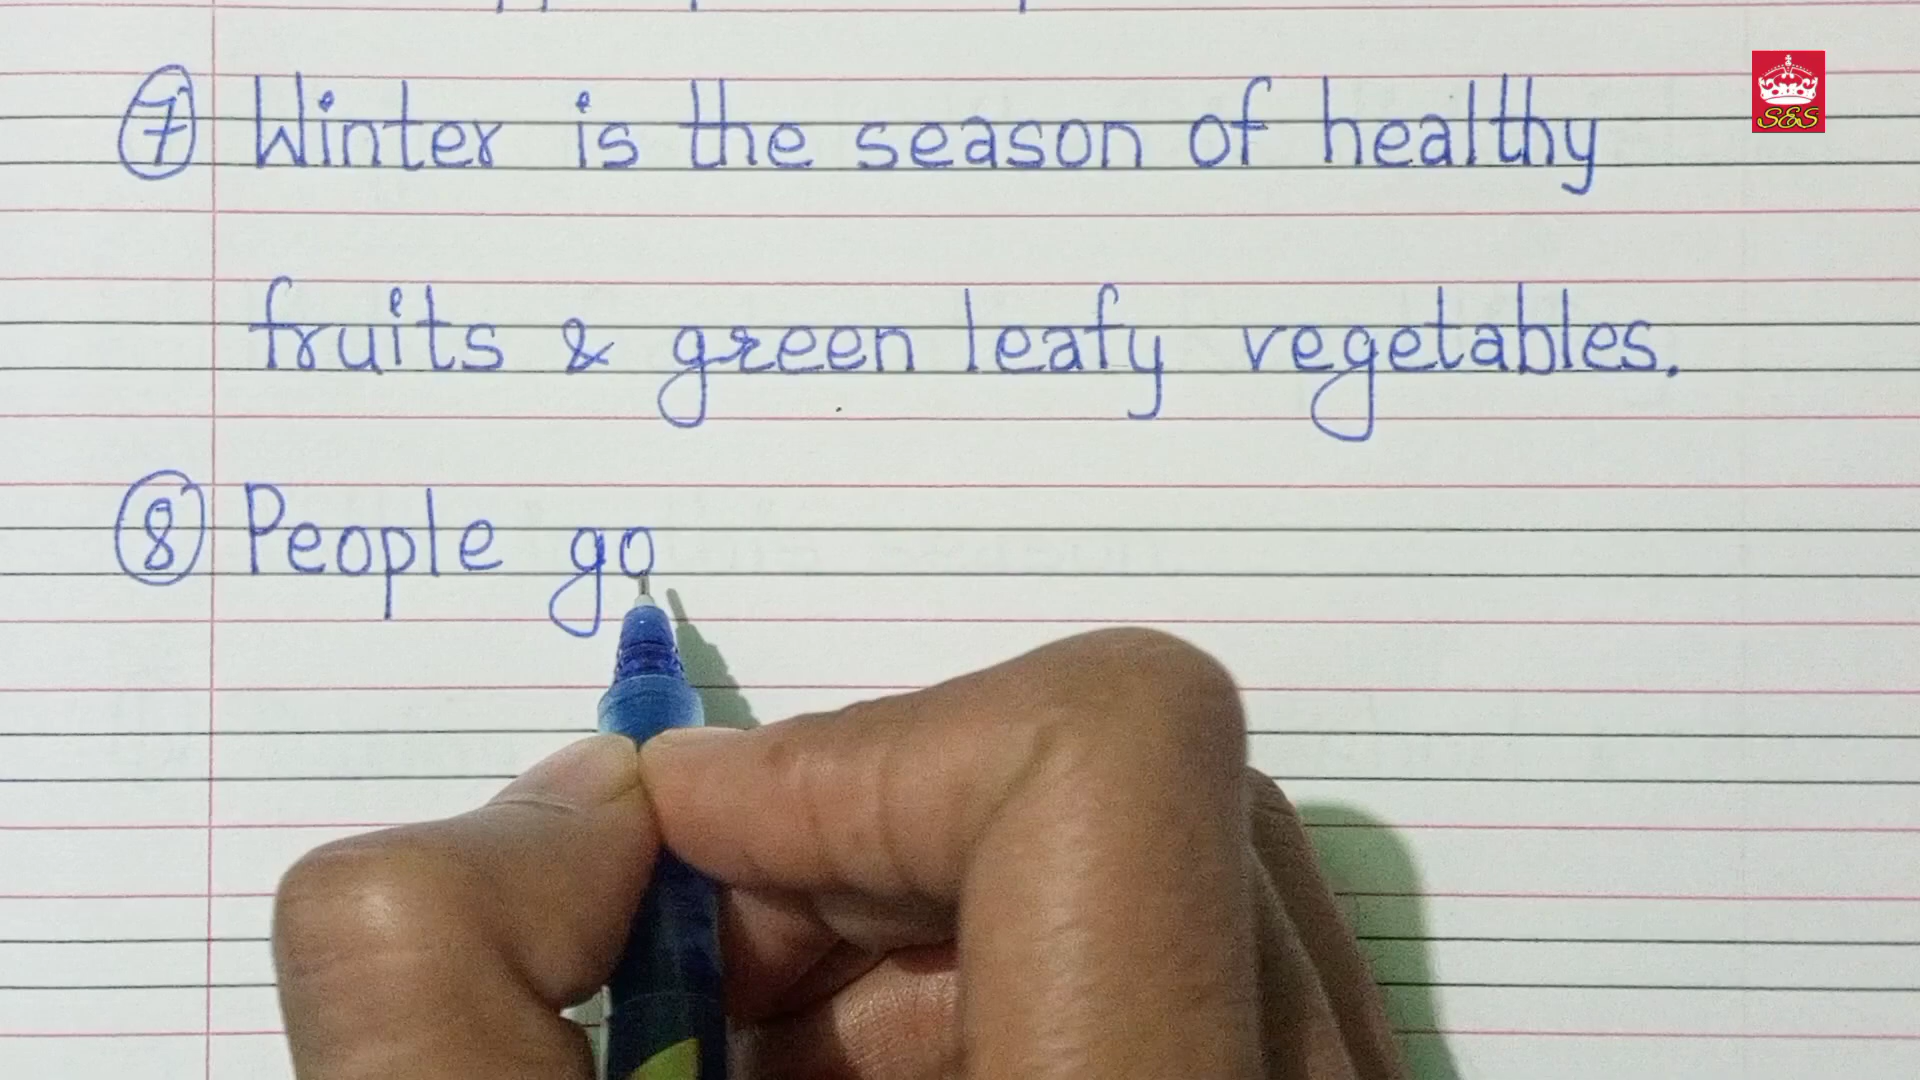 ⑦ Winter is the season of healthy
fruits & green leafy vegetables.
⑧ People go
S&S